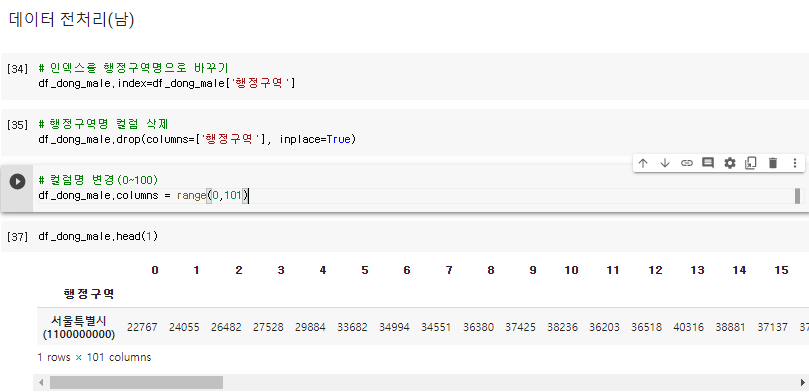 데이터 전처리(남)
[34] # 인덱스를 행정구역명으로 바꾸기
df_dong_male.index=df_dong_male['행정구역']
[35] # 행정구역명 컬럼 삭제
df_dong_male.drop(columns=['행정구역'], inplace=True)
# 컬럼명 변경(0~100)
df_dong_male.columns = range(0,101)
[37] df_dong_male.head(1)
0 1 2 3 4 5 6 7 8 9 10 11 12 13 14 15
행정구역
서울특별시
(1100000000) 22767 24055 26482 27528 29884 33682 34994 34551 36380 37425 38236 36203 36518 40316 38881 37137 37
1 rows × 101 columns